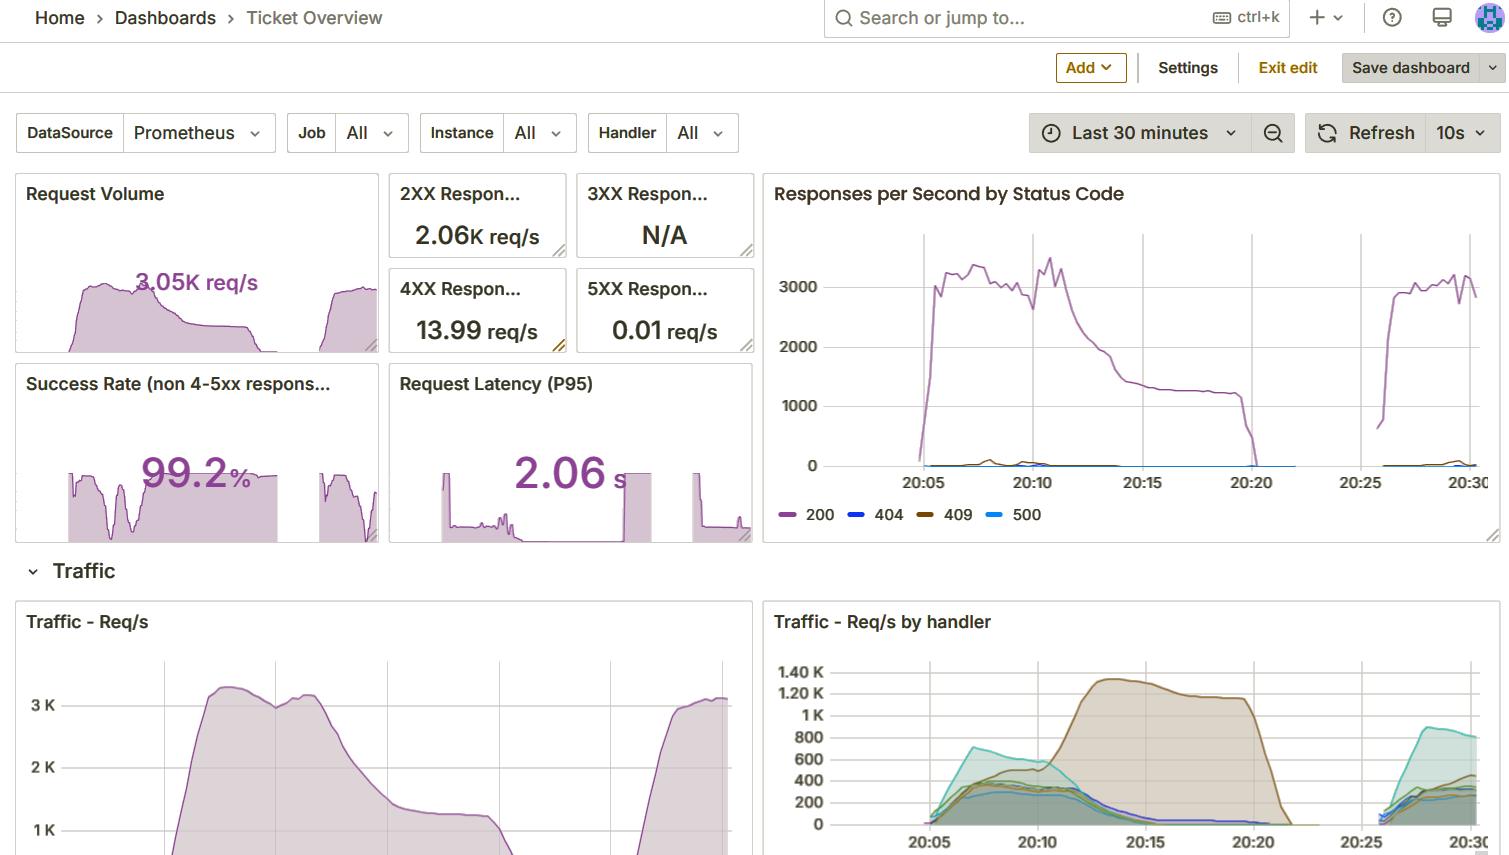 Home > Dashboards > Ticket Overview
Search or jump to...
ctrl+k
Add
Settings
Exit edit
Save dashboard
DataSource Prometheus
Job All
Instance All
Handler All
Last 30 minutes
Refresh 10s
Request Volume
3.05K req/s
2XX Respon...
2.06K req/s
3XX Respon...
N/A
4XX Respon...
13.99 req/s
5XX Respon...
0.01 req/s
Success Rate (non 4-5xx respons...
99.2%
Request Latency (P95)
2.06 s
Responses per Second by Status Code
3000
2000
1000
0
20:05 20:10 20:15 20:20 20:25 20:30
200 404 409 500
Traffic
Traffic - Req/s
3 K
2 K
1 K
Traffic - Req/s by handler
1.40 K
1.20 K
1 K
800
600
400
200
0
20:05 20:10 20:15 20:20 20:25 20:30